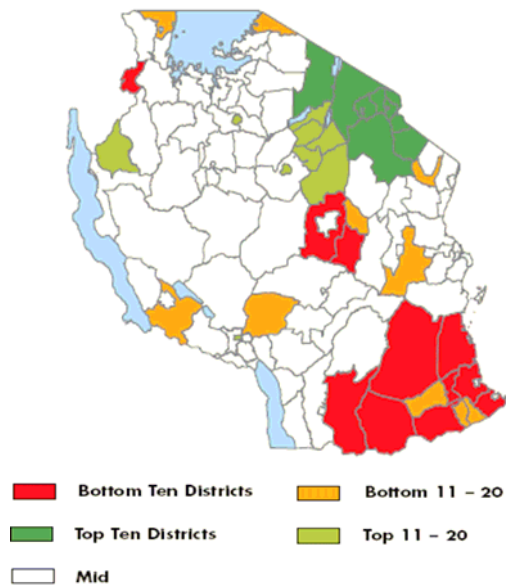 Bottom Ten Districts
Bottom 11 – 20
Top Ten Districts
Top 11 – 20
Mid